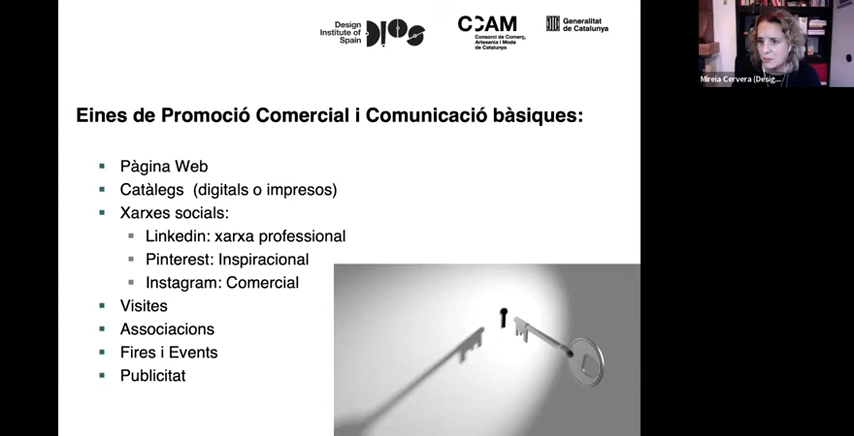 Design
Institute of
Spain
DIOS
CCAM
Consorci de Comerç,
Artesania i Moda
de Catalunya
Generalitat
de Catalunya
Mireia Cervera (Desig...
Eines de Promoció Comercial i Comunicació bàsiques:
Pàgina Web
Catàlegs (digitals o impresos)
Xarxes socials:
Linkedin: xarxa professional
Pinterest: Inspiracional
Instagram: Comercial
Visites
Associacions
Fires i Events
Publicitat